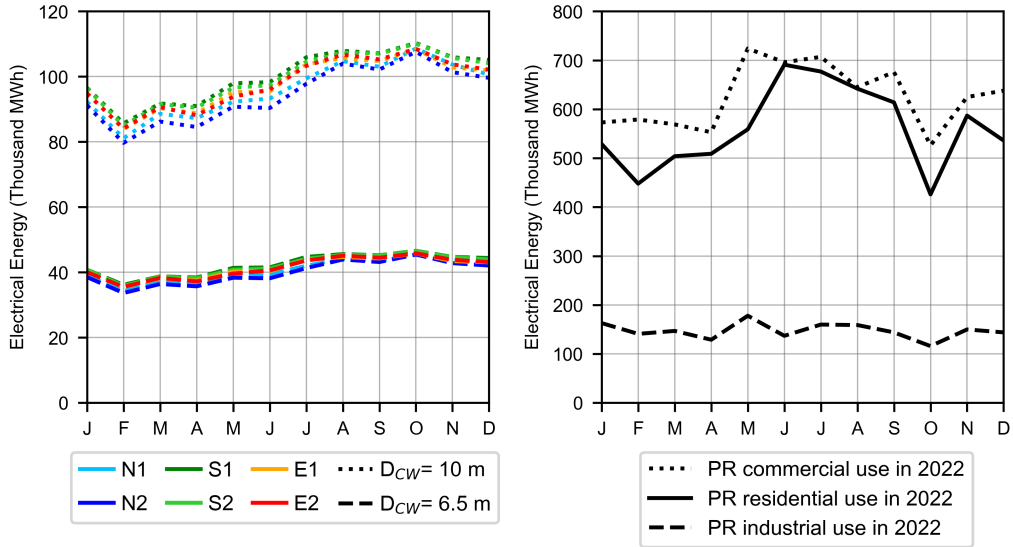 Electrical Energy (Thousand MWh)
120
100
80
60
40
20
0
J F M A M J J A S O N D
N1 S1 E1 D_CW= 10 m
N2 S2 E2 D_CW= 6.5 m
Electrical Energy (Thousand MWh)
800
700
600
500
400
300
200
100
0
J F M A M J J A S O N D
PR commercial use in 2022
PR residential use in 2022
PR industrial use in 2022